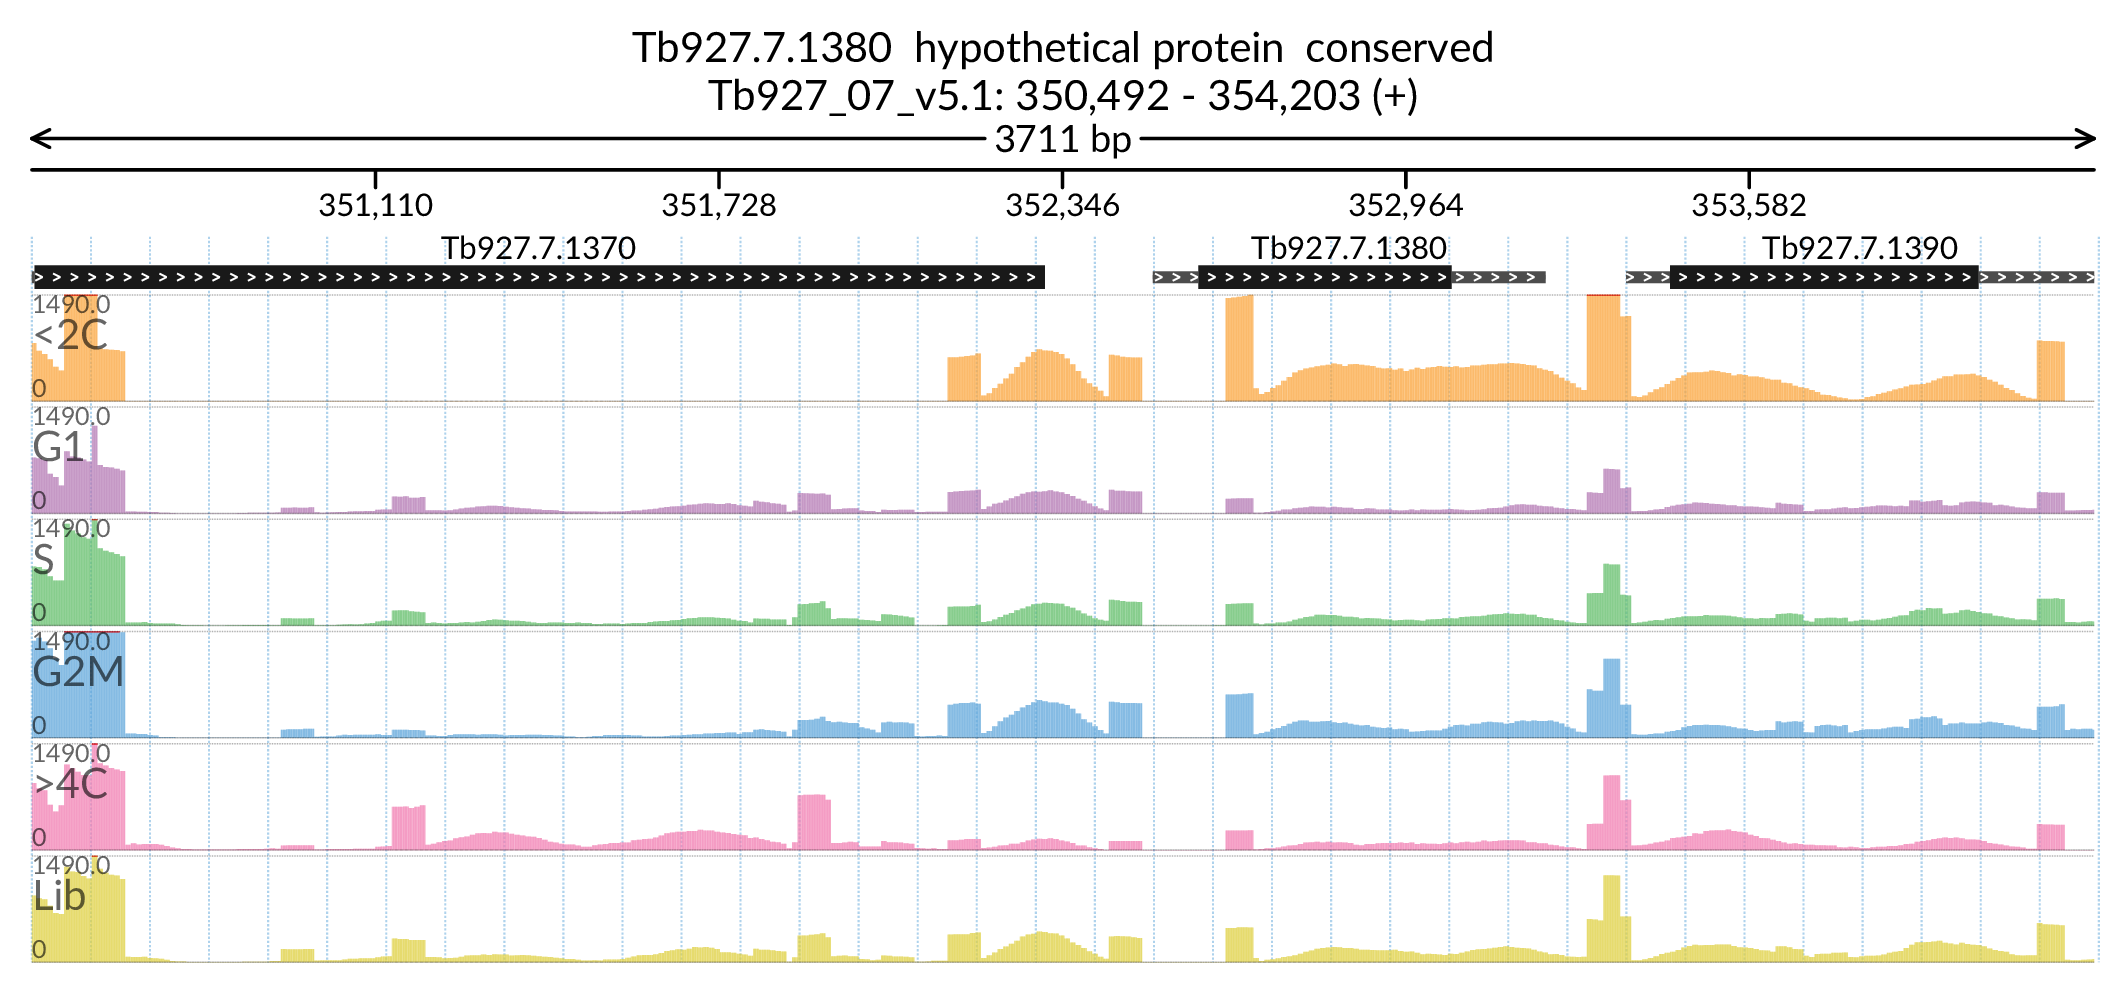 Tb927.7.1380 hypothetical protein conserved
Tb927_07_v5.1: 350,492 - 354,203 (+)
3711 bp
351,110 351,728 352,346 352,964 353,582
Tb927.7.1370 Tb927.7.1380 Tb927.7.1390
1490.0
<2C
0
1490.0
G1
0
1490.0
S
0
1490.0
G2M
0
1490.0
>4C
0
1490.0
Lib
0